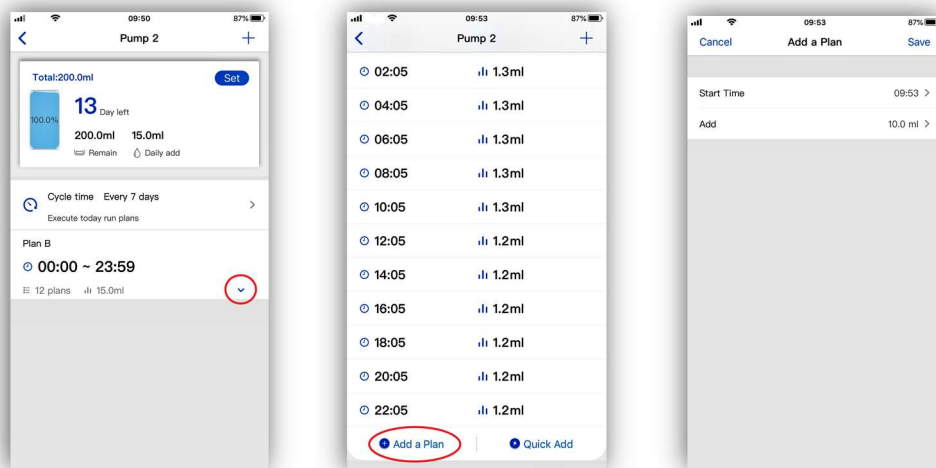 09:50 87%
Pump 2
Total:200.0ml Set
100.0% 13 Day left
200.0ml 15.0ml
Remain Daily add
Cycle time Every 7 days
Execute today run plans
Plan B
00:00 ~ 23:59
12 plans 15.0ml
09:53 87%
Pump 2
02:05 1.3ml
04:05 1.3ml
06:05 1.3ml
08:05 1.3ml
10:05 1.3ml
12:05 1.2ml
14:05 1.2ml
16:05 1.2ml
18:05 1.2ml
20:05 1.2ml
22:05 1.2ml
Add a Plan Quick Add
09:53 87%
Cancel Add a Plan Save
Start Time 09:53
Add 10.0 ml